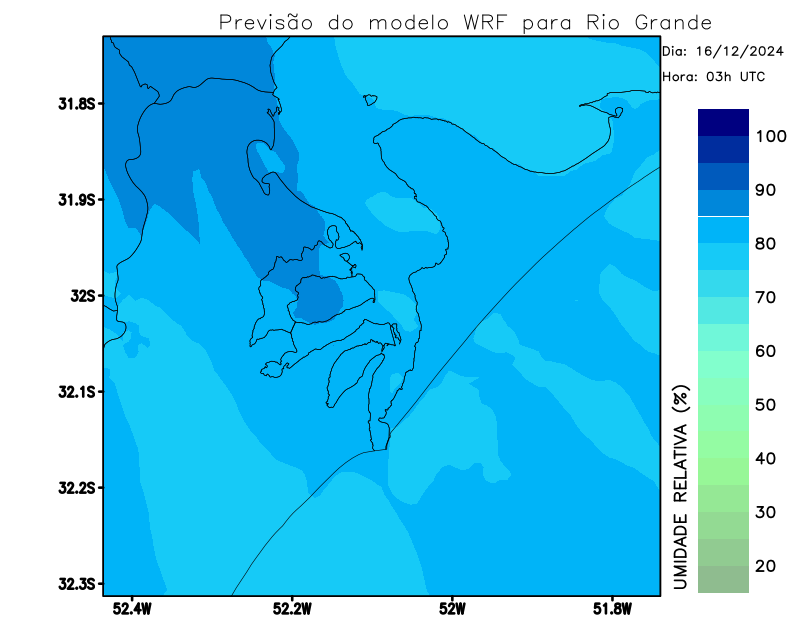 Previsão do modelo WRF para Rio Grande
Dia: 16/12/2024
Hora: 03h UTC
31.8S
31.9S
32S
32.1S
32.2S
32.3S
52.4W
52.2W
52W
51.8W
100
90
80
70
60
50
40
30
20
UMIDADE RELATIVA (%)